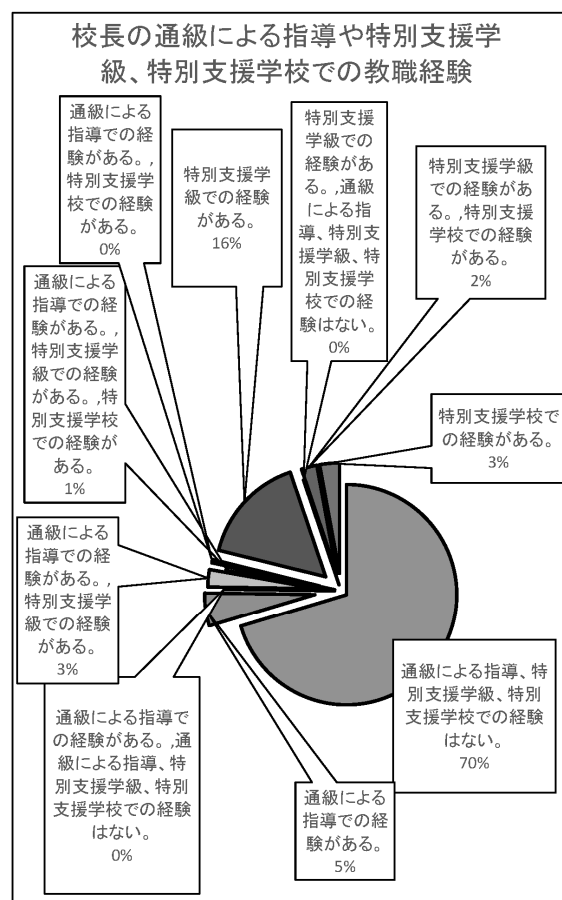 校長の通級による指導や特別支援学
級、特別支援学校での教職経験
通級による
指導での経
験がある。,
特別支援学
校での経験
がある。
0%
特別支援学
級での経験
がある。
16%
特別支援
学級での
経験があ
る。,通級
による指
導、特別支
援学級、特
別支援学
校での経
験はない。
0%
特別支援学級
での経験があ
る。,特別支援
学校での経験
がある。
2%
通級による
指導での経
験がある。,
特別支援学
級での経験
がある。,特
別支援学校
での経験が
ある。
1%
特別支援学校で
の経験がある。
3%
通級による
指導での経
験がある。,
特別支援学
級での経験
がある。
3%
通級による指導、特
別支援学級、特別
支援学校での経験
はない。
70%
通級による指導で
の経験がある。,通
級による指導、特
別支援学級、特別
支援学校での経験
はない。
0%
通級による
指導での経
験がある。
5%